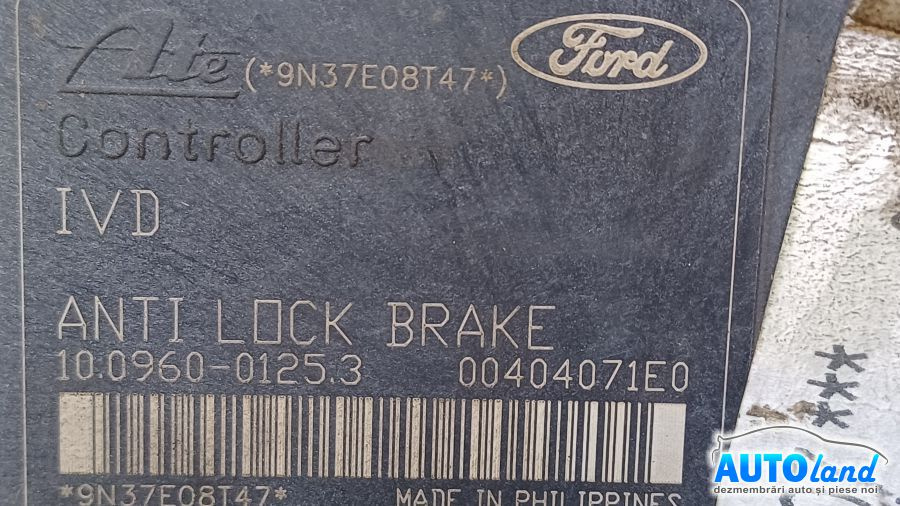 Ate (*9N37E08T47*) Ford
Controller
IVD
ANTI LOCK BRAKE
10.0960-0125.3 00404071E0
*9N37E08T47* MADE IN PHILIPPINES
***
AUTOland
dezmembrări auto și piese noi